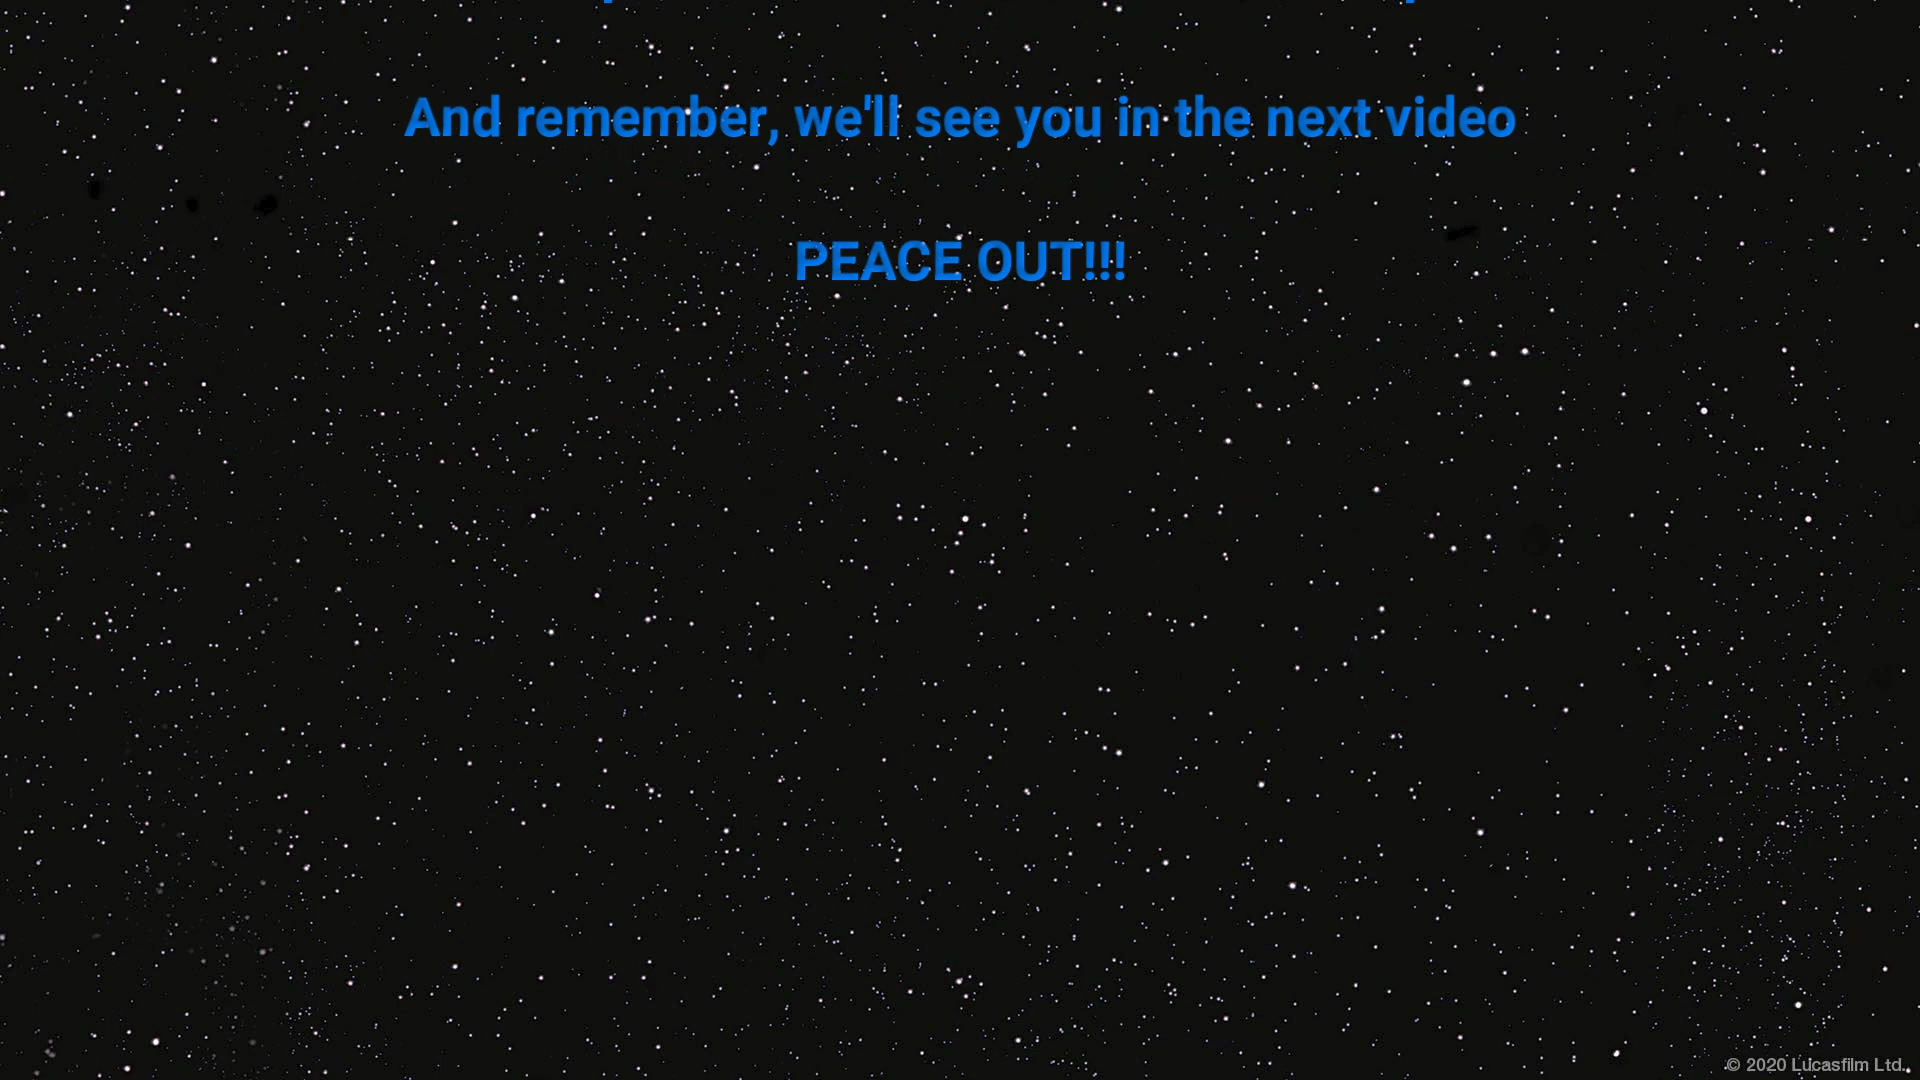 And remember, we'll see you in the next video
PEACE OUT!!!
© 2020 Lucasfilm Ltd.